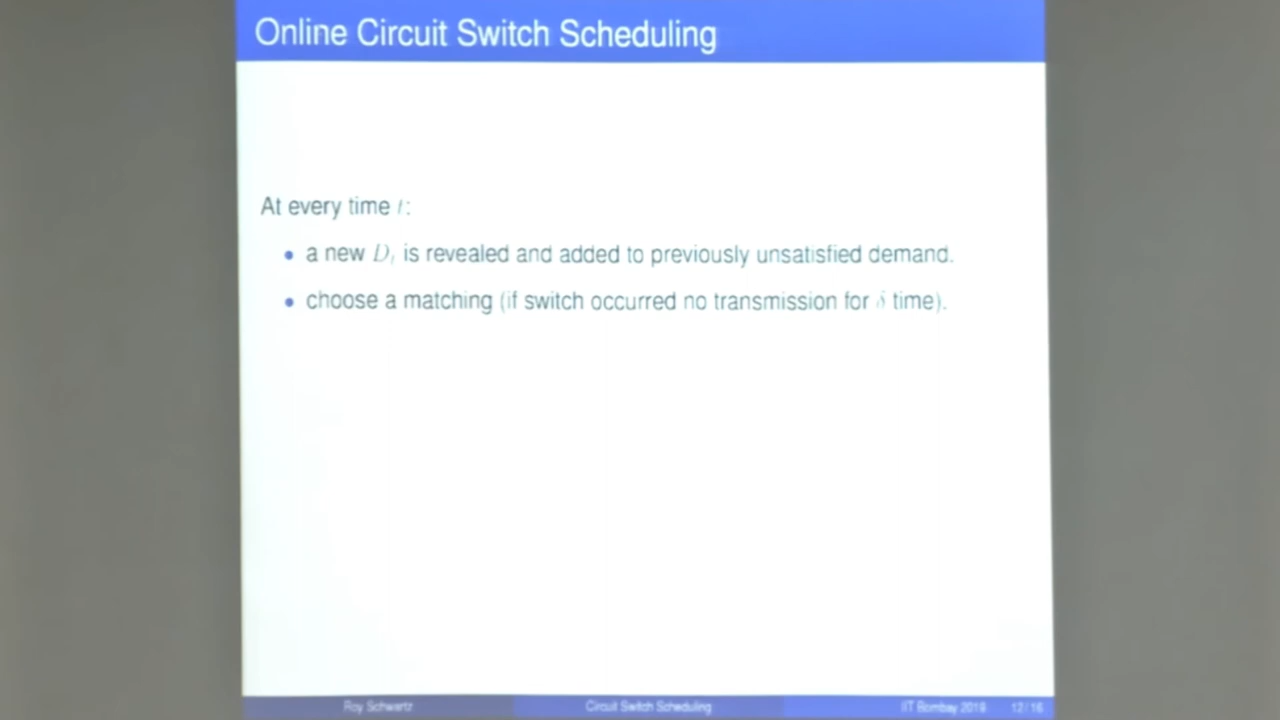 Online Circuit Switch Scheduling
At every time t:
• a new Dₜ is revealed and added to previously unsatisfied demand.
• choose a matching (if switch occurred no transmission for δ time).
Roy Schwartz Circuit Switch Scheduling IIT Bombay 2019 12 / 16